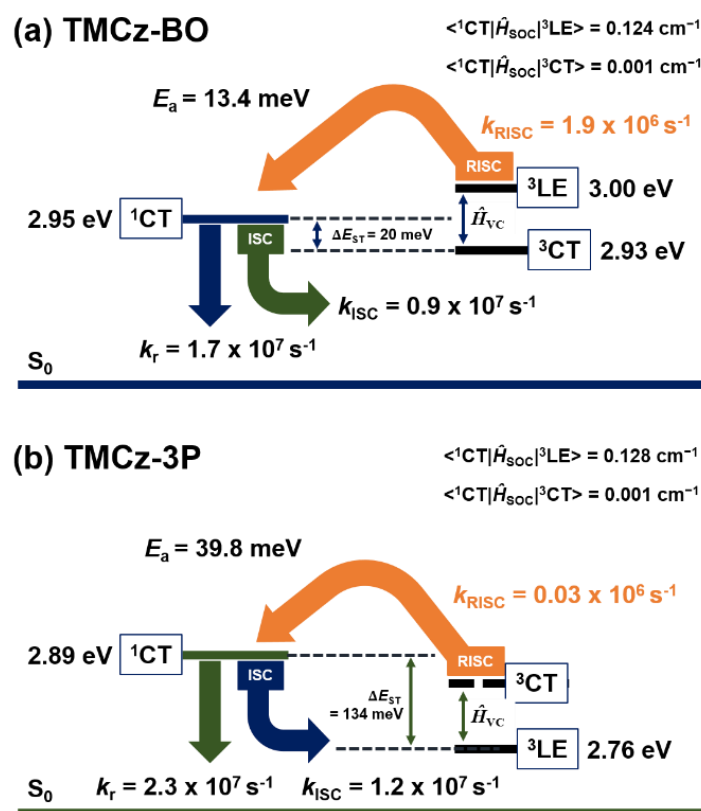 (a) TMCz-BO
<¹CT|Ĥ_SOC|³LE> = 0.124 cm⁻¹
<¹CT|Ĥ_SOC|³CT> = 0.001 cm⁻¹
E_a = 13.4 meV
k_RISC = 1.9 x 10⁶ s⁻¹
RISC
³LE 3.00 eV
2.95 eV ¹CT
Ĥ_VC
ΔE_ST = 20 meV
ISC
³CT 2.93 eV
k_ISC = 0.9 x 10⁷ s⁻¹
k_r = 1.7 x 10⁷ s⁻¹
S₀
(b) TMCz-3P
<¹CT|Ĥ_SOC|³LE> = 0.128 cm⁻¹
<¹CT|Ĥ_SOC|³CT> = 0.001 cm⁻¹
E_a = 39.8 meV
k_RISC = 0.03 x 10⁶ s⁻¹
2.89 eV ¹CT
RISC
ISC
³CT
ΔE_ST
= 134 meV
Ĥ_VC
³LE 2.76 eV
S₀
k_r = 2.3 x 10⁷ s⁻¹
k_ISC = 1.2 x 10⁷ s⁻¹